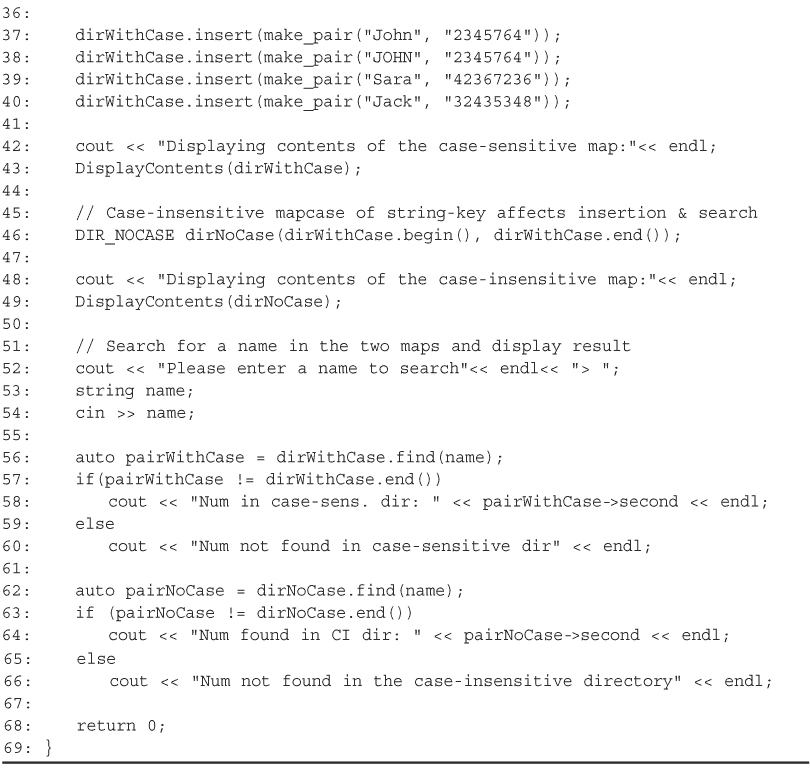 36:
37:    dirWithCase.insert(make_pair("John", "2345764"));
38:    dirWithCase.insert(make_pair("JOHN", "2345764"));
39:    dirWithCase.insert(make_pair("Sara", "42367236"));
40:    dirWithCase.insert(make_pair("Jack", "32435348"));
41:
42:    cout << "Displaying contents of the case-sensitive map:"<< endl;
43:    DisplayContents(dirWithCase);
44:
45:    // Case-insensitive mapcase of string-key affects insertion & search
46:    DIR_NOCASE dirNoCase(dirWithCase.begin(), dirWithCase.end());
47:
48:    cout << "Displaying contents of the case-insensitive map:"<< endl;
49:    DisplayContents(dirNoCase);
50:
51:    // Search for a name in the two maps and display result
52:    cout << "Please enter a name to search"<< endl<< "> ";
53:    string name;
54:    cin >> name;
55:
56:    auto pairWithCase = dirWithCase.find(name);
57:    if(pairWithCase != dirWithCase.end())
58:       cout << "Num in case-sens. dir: " << pairWithCase->second << endl;
59:    else
60:       cout << "Num not found in case-sensitive dir" << endl;
61:
62:    auto pairNoCase = dirNoCase.find(name);
63:    if (pairNoCase != dirNoCase.end())
64:       cout << "Num found in CI dir: " << pairNoCase->second << endl;
65:    else
66:       cout << "Num not found in the case-insensitive directory" << endl;
67:
68:    return 0;
69: }